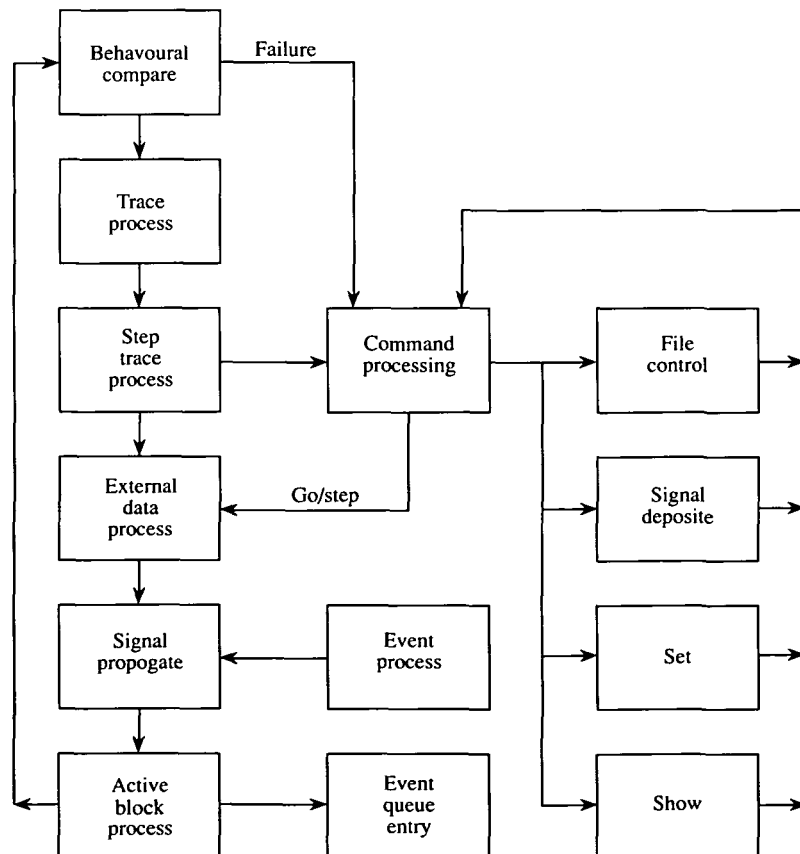 Behavoural
compare
Failure
Trace
process
Step
trace
process
Command
processing
File
control
External
data
process
Go/step
Signal
deposite
Signal
propogate
Event
process
Set
Active
block
process
Event
queue
entry
Show